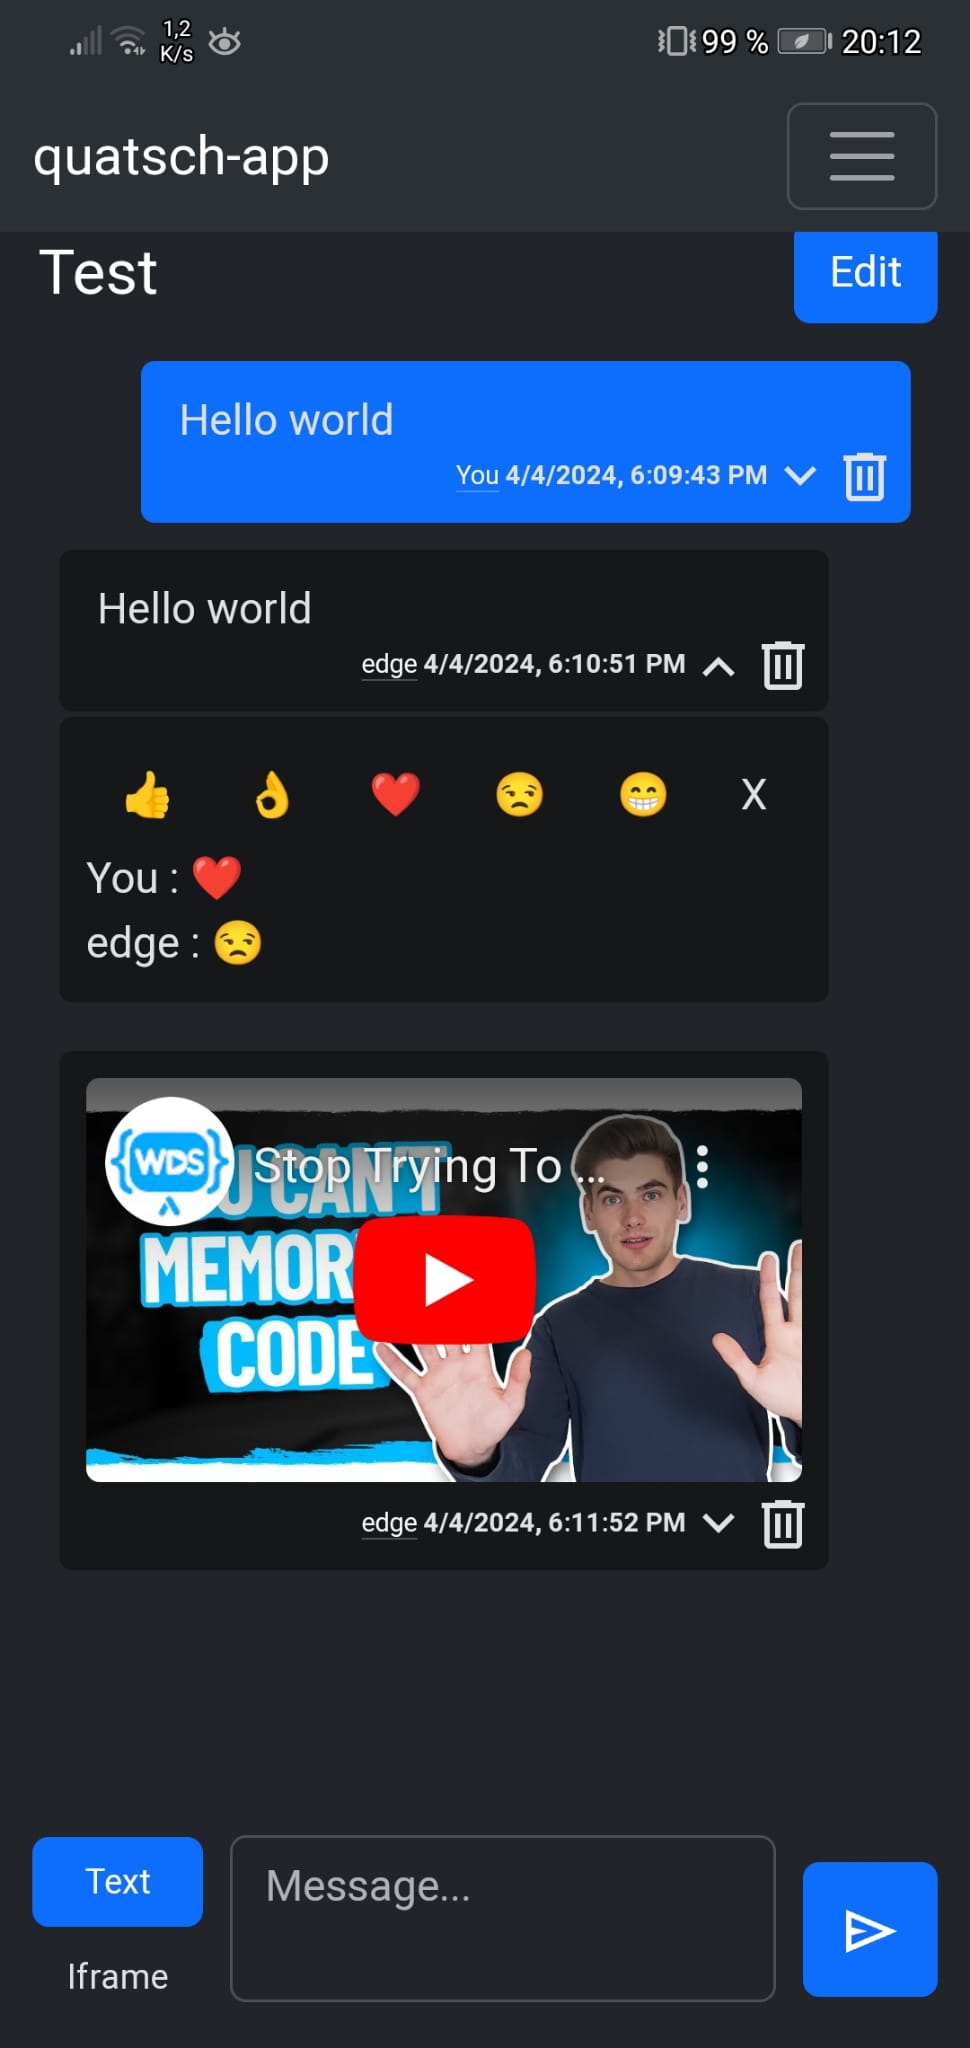 1,2
K/s
99 %
20:12
quatsch-app
Test
Edit
Hello world
You 4/4/2024, 6:09:43 PM
Hello world
edge 4/4/2024, 6:10:51 PM
👍 👌 ❤️ 😒 😁 X
You : ❤️
edge : 😒
{WDS}
Stop Trying To ...
U CAN'T
MEMOR
CODE
edge 4/4/2024, 6:11:52 PM
Text
Message...
Iframe